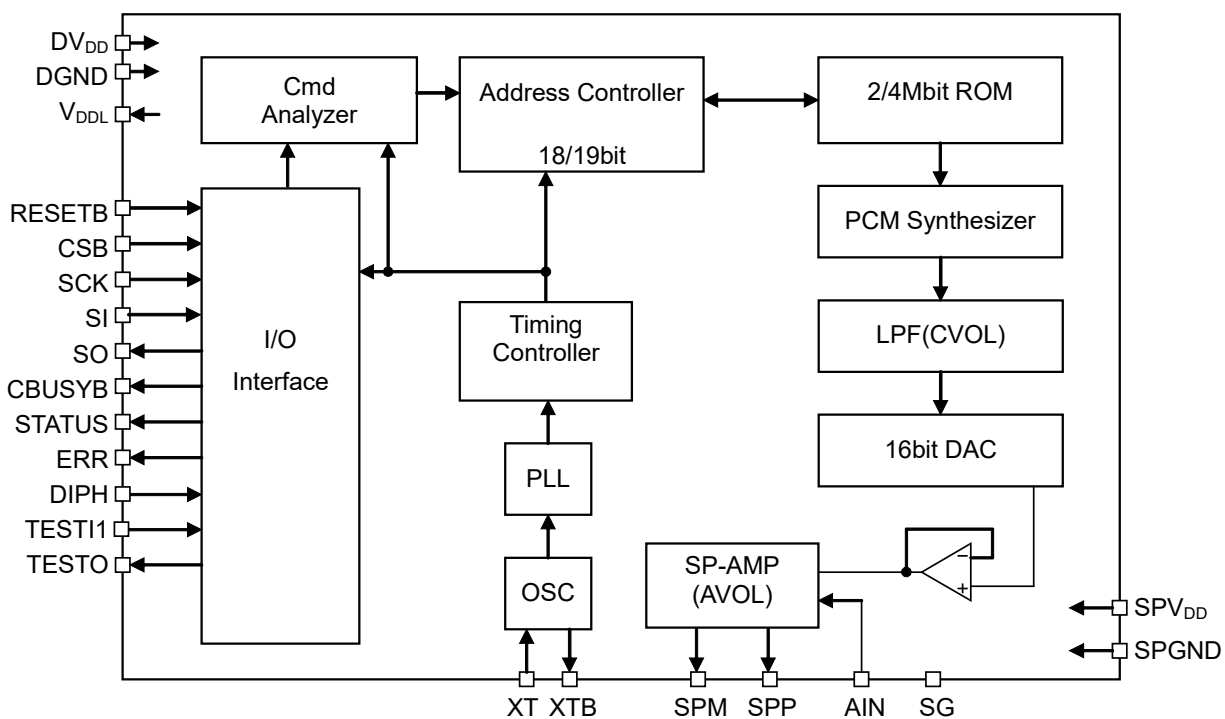 DVDD
DGND
VDDL
Cmd
Analyzer
Address Controller
18/19bit
2/4Mbit ROM
RESETB
CSB
SCK
SI
SO
CBUSYB
STATUS
ERR
DIPH
TESTI1
TESTO
I/O
Interface
PCM Synthesizer
Timing
Controller
LPF(CVOL)
16bit DAC
PLL
OSC
SP-AMP
(AVOL)
−
+
SPVDD
SPGND
XT
XTB
SPM
SPP
AIN
SG